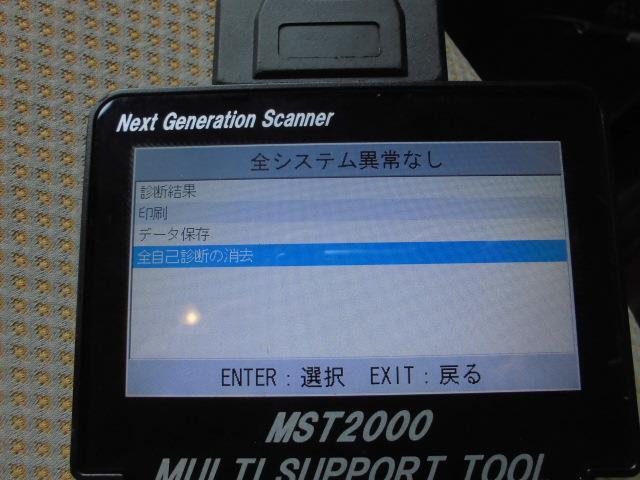 Next Generation Scanner
全システム異常なし
診断結果
印刷
データ保存
全自己診断の消去
ENTER：選択 EXIT：戻る
MST2000
MULTI SUPPORT TOOL